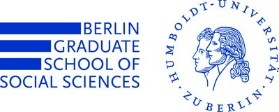 BERLIN
GRADUATE
SCHOOL OF
SOCIAL SCIENCES
HUMBOLDT-UNIVERSITÄT
ZU BERLIN